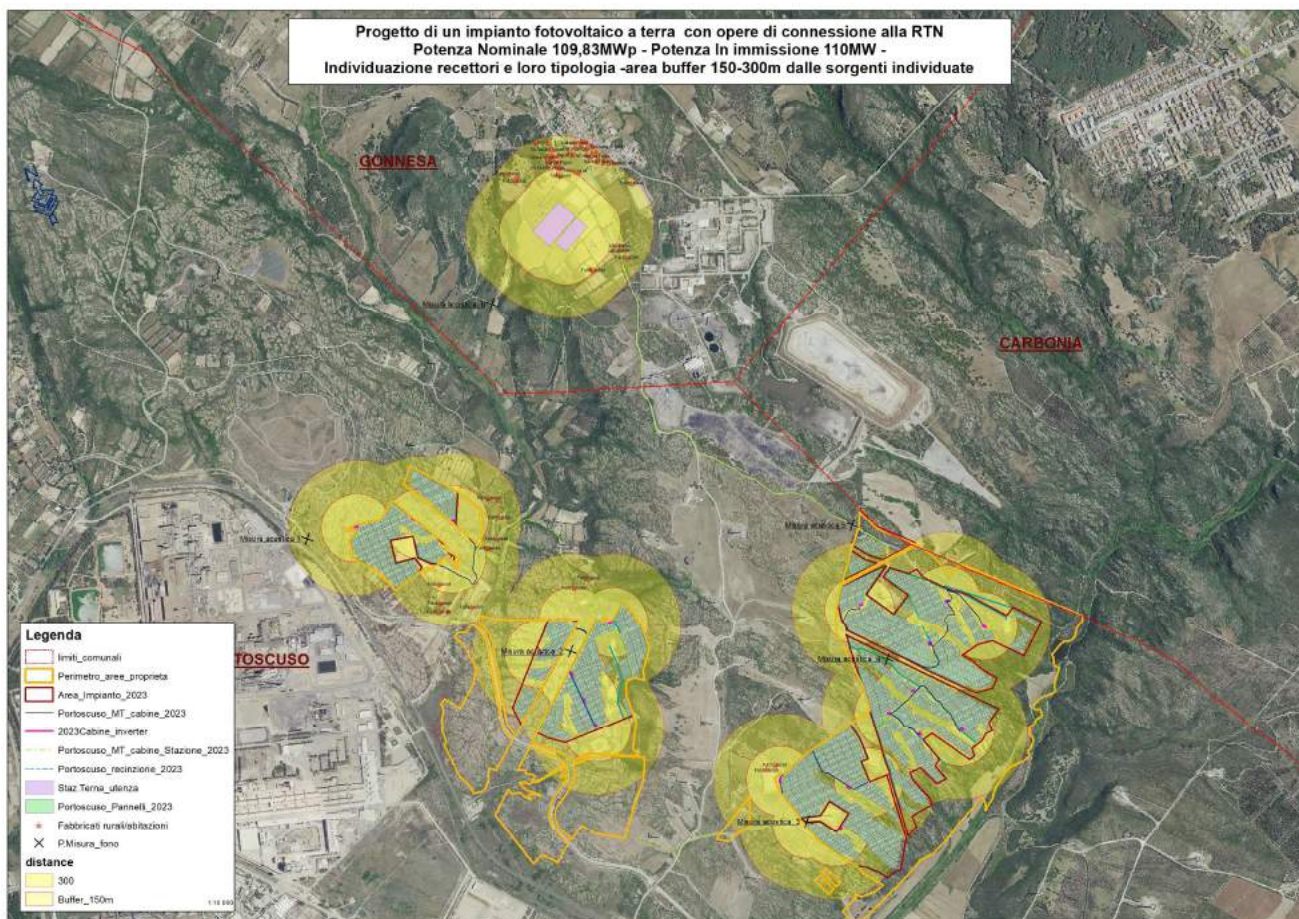 Progetto di un impianto fotovoltaico a terra con opere di connessione alla RTN
Potenza Nominale 109,83MWp - Potenza In immissione 110MW -
Individuazione recettori e loro tipologia -area buffer 150-300m dalle sorgenti individuate
GONNESA
CARBONIA
Misura acustica
Misura acustica 5
Misura acustica 1
Misura acustica 2
Misura acustica 4
Misura acustica 3
TOSCUSO
Legenda
limiti_comunali
Perimetro_aree_proprieta
Area_Impianto_2023
Portoscuso_MT_cabine_2023
2023Cabine_inverter
Portoscuso_MT_cabine_Stazione_2023
Portoscuso_recinzione_2023
Staz Terna_utenza
Portoscuso_Pannelli_2023
Fabbricati rurali/abitazioni
P.Misura_fono
distance
300
Buffer_150m